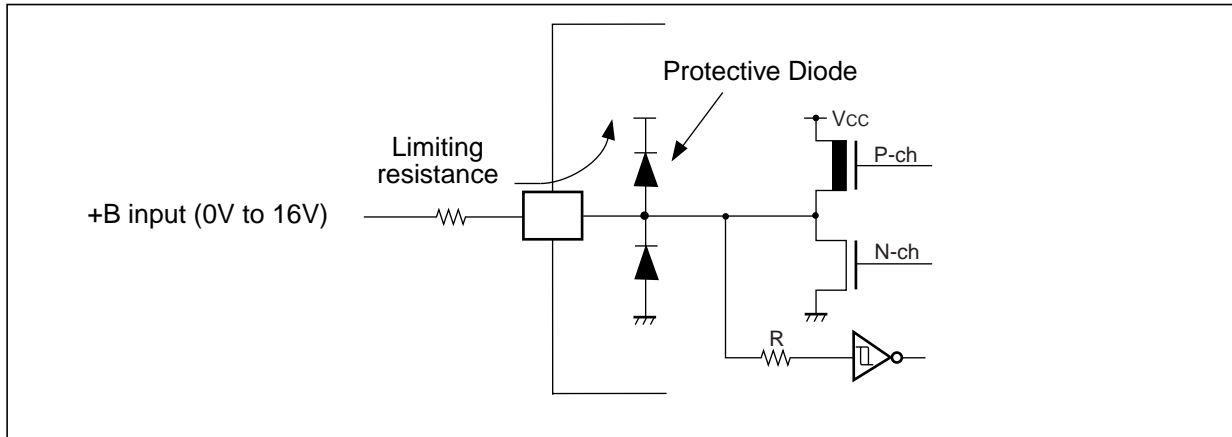 Protective Diode
VCC
Limiting
resistance
P-ch
+B input (0V to 16V)
N-ch
R